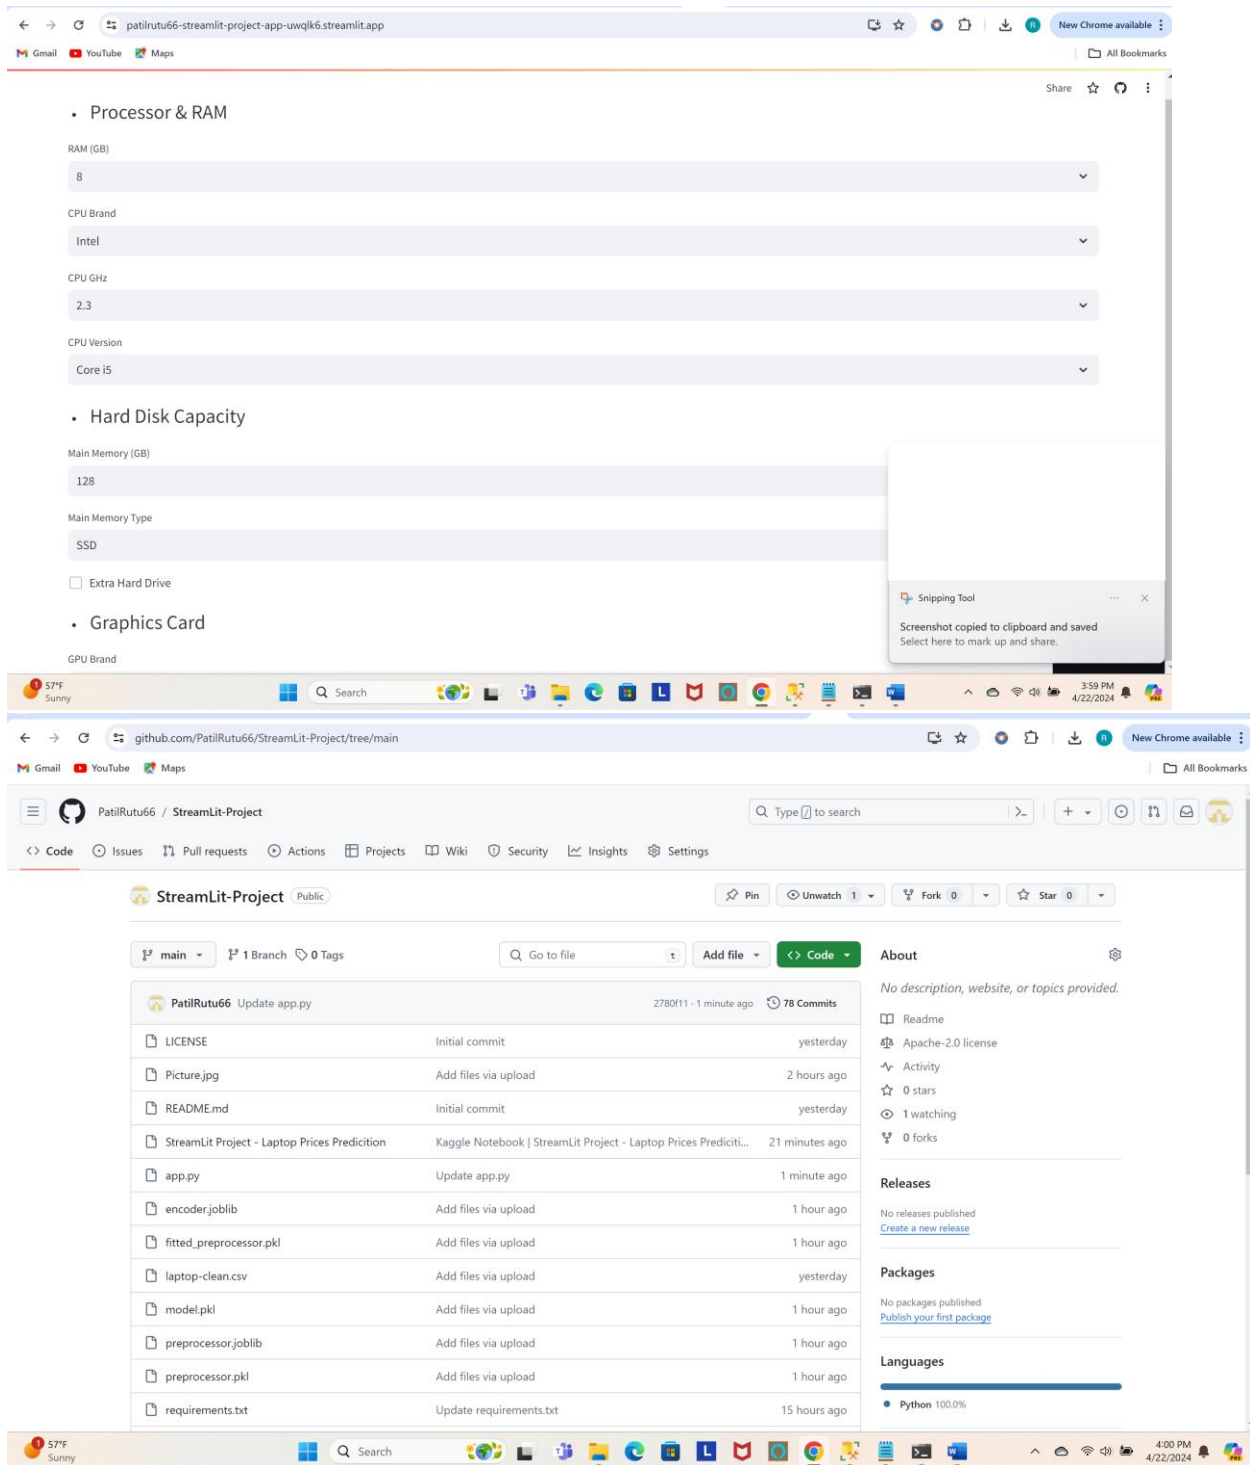 patilrutu66-streamlit-project-app-uwqlk6.streamlit.app
New Chrome available
Gmail YouTube Maps
All Bookmarks
Share
• Processor & RAM
RAM (GB)
8
CPU Brand
Intel
CPU GHz
2.3
CPU Version
Core i5
• Hard Disk Capacity
Main Memory (GB)
128
Main Memory Type
SSD
Extra Hard Drive
Snipping Tool
Screenshot copied to clipboard and saved
Select here to mark up and share.
• Graphics Card
GPU Brand
1 57°F
Sunny
Search
3:59 PM
4/22/2024
github.com/PatilRutu66/StreamLit-Project/tree/main
R New Chrome available
Gmail YouTube Maps
All Bookmarks
PatilRutu66 / StreamLit-Project
Type / to search
<> Code Issues Pull requests Actions Projects Wiki Security Insights Settings
StreamLit-Project Public
Pin Unwatch 1 Fork 0 Star 0
main 1 Branch 0 Tags
Go to file t Add file <> Code
About
No description, website, or topics provided.
Readme
Apache-2.0 license
Activity
0 stars
1 watching
0 forks
PatilRutu66 Update app.py 2780f11 · 1 minute ago 78 Commits
LICENSE Initial commit yesterday
Picture.jpg Add files via upload 2 hours ago
README.md Initial commit yesterday
StreamLit Project - Laptop Prices Predicition Kaggle Notebook | StreamLit Project - Laptop Prices Prediciti... 21 minutes ago
app.py Update app.py 1 minute ago
encoder.joblib Add files via upload 1 hour ago
fitted_preprocessor.pkl Add files via upload 1 hour ago
laptop-clean.csv Add files via upload yesterday
model.pkl Add files via upload 1 hour ago
preprocessor.joblib Add files via upload 1 hour ago
preprocessor.pkl Add files via upload 1 hour ago
requirements.txt Update requirements.txt 15 hours ago
Releases
No releases published
Create a new release
Packages
No packages published
Publish your first package
Languages
Python 100.0%
1 57°F
Sunny
Search
4:00 PM
4/22/2024